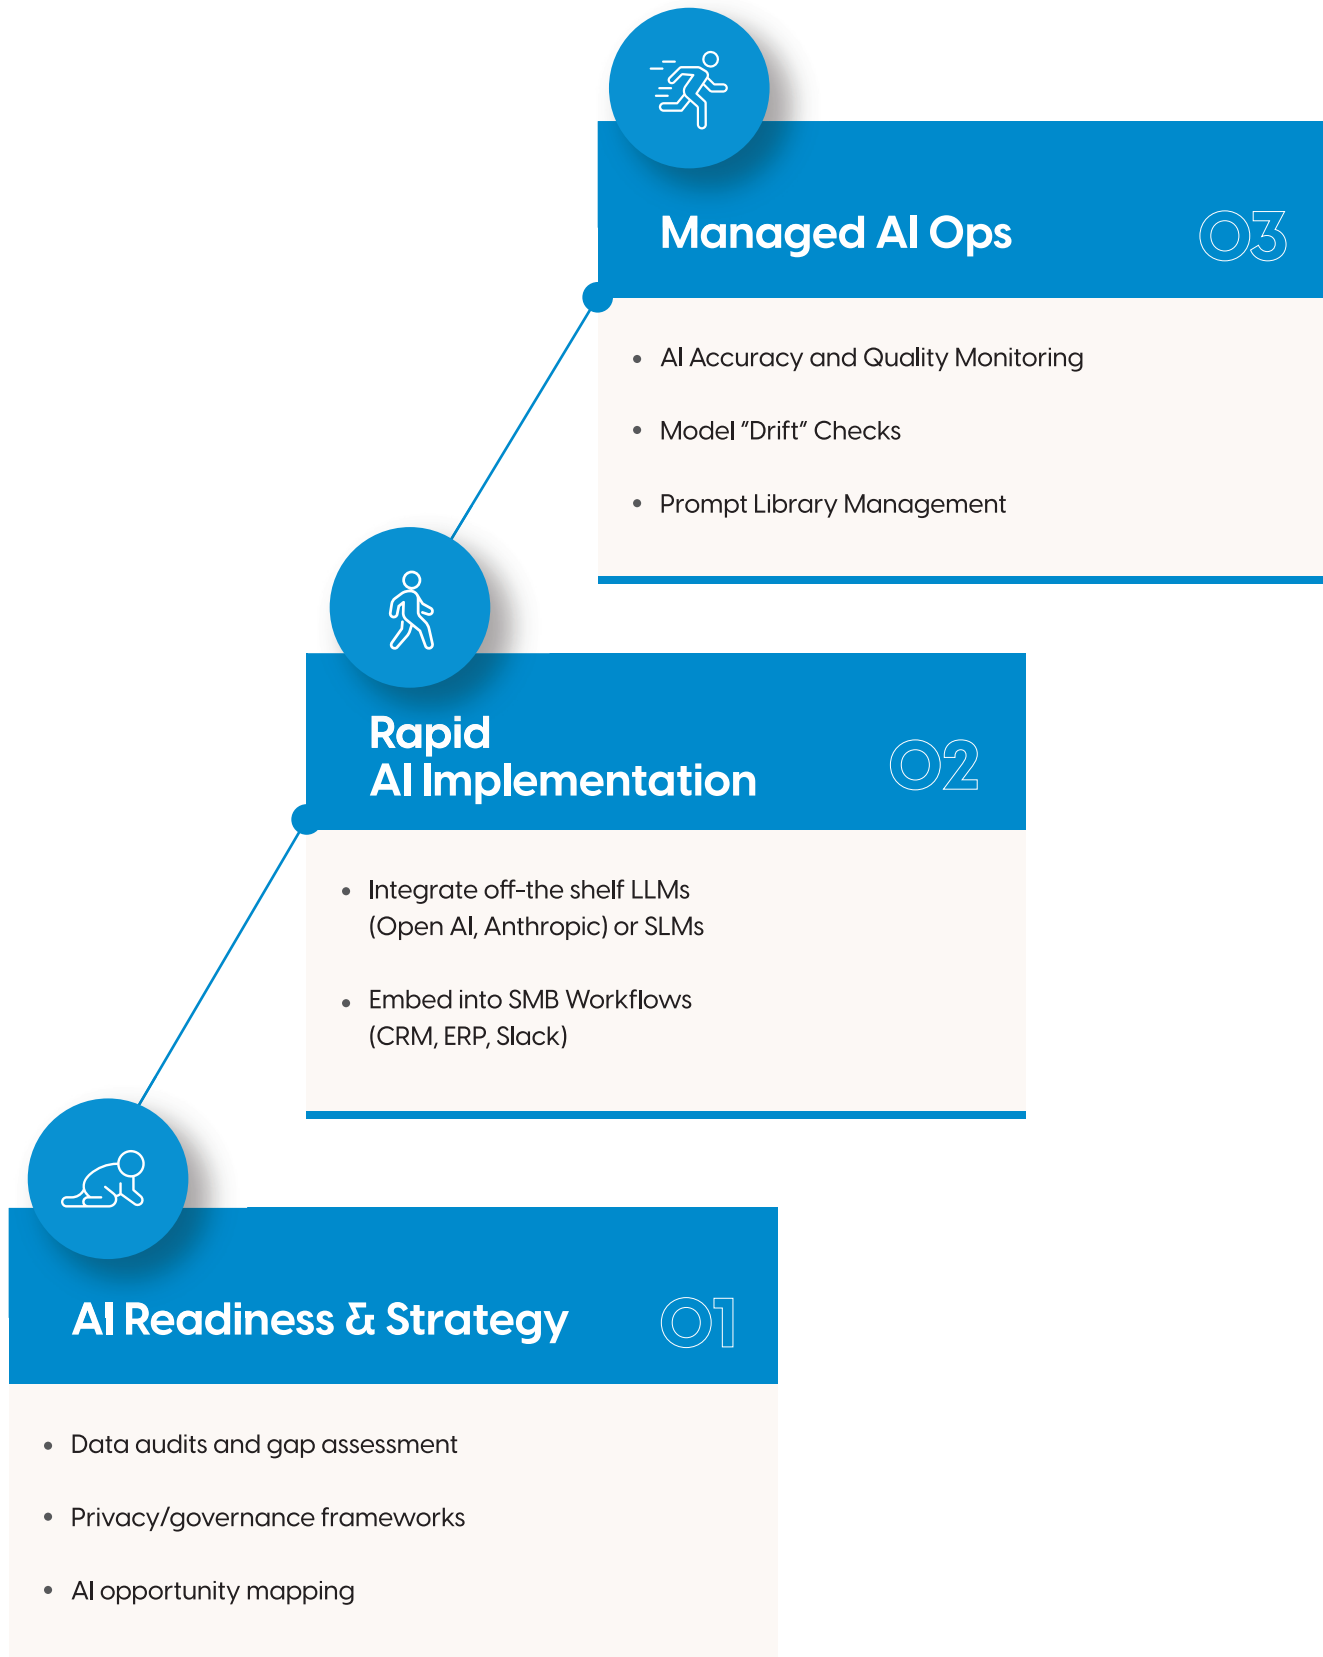 Managed AI Ops
03
AI Accuracy and Quality Monitoring
Model "Drift" Checks
Prompt Library Management
Rapid
AI Implementation
02
Integrate off-the shelf LLMs
(Open AI, Anthropic) or SLMs
Embed into SMB Workflows
(CRM, ERP, Slack)
AI Readiness & Strategy
01
Data audits and gap assessment
Privacy/governance frameworks
AI opportunity mapping